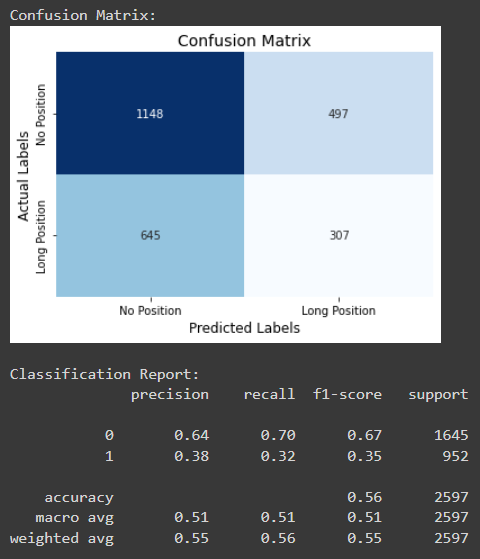 Confusion Matrix:
Confusion Matrix
Actual Labels
No Position
1148 497
Long Position
645 307
No Position Long Position
Predicted Labels
Classification Report:
precision recall f1-score support
0 0.64 0.70 0.67 1645
1 0.38 0.32 0.35 952
accuracy 0.56 2597
macro avg 0.51 0.51 0.51 2597
weighted avg 0.55 0.56 0.55 2597